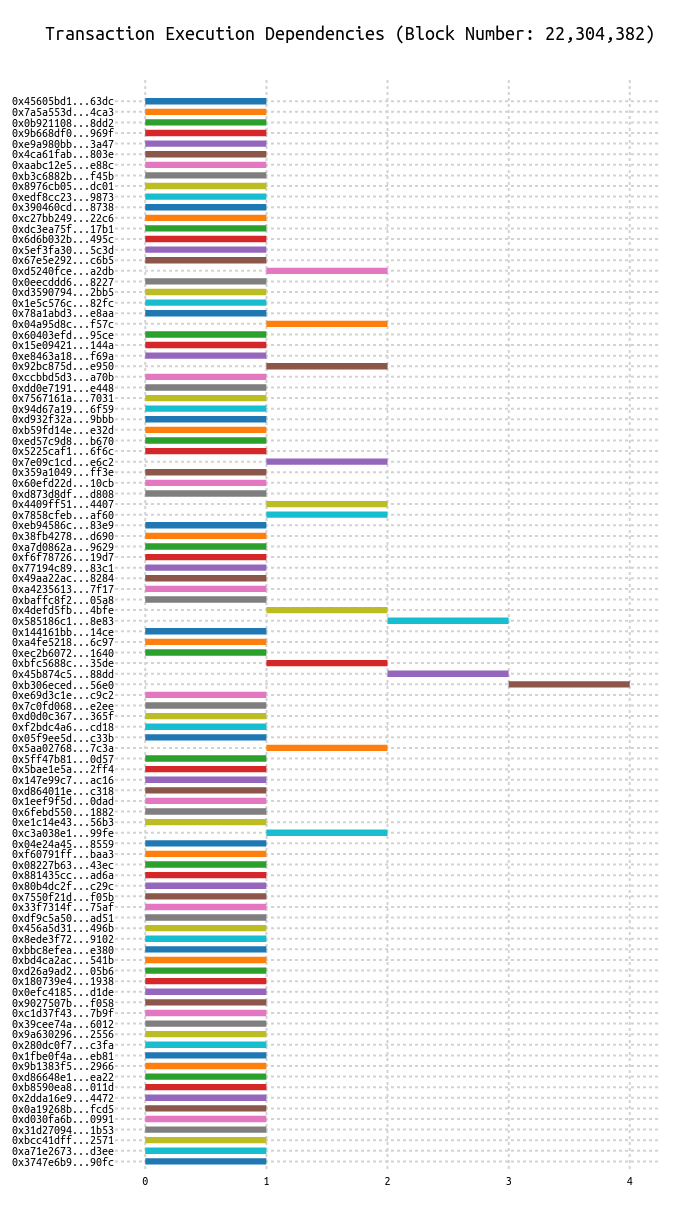 Transaction Execution Dependencies (Block Number: 22,304,382)
0x45605bd1...63dc
0x7a5a553d...4ca3
0x0b921108...8dd2
0x9b668df0...969f
0xe9a980bb...3a47
0x4ca61fab...803e
0xaabc12e5...e88c
0xb3c6882b...f45b
0x8976cb05...dc01
0xedf8cc23...9873
0x390460cd...8738
0xc27bb249...22c6
0xdc3ea75f...17b1
0x6d6b032b...495c
0x5ef3fa30...5c3d
0x67e5e292...c6b5
0xd5240fce...a2db
0x0eecddd6...8227
0xd3590794...2bb5
0x1e5c576c...82fc
0x78a1abd3...e8aa
0x04a95d8c...f57c
0x60403efd...95ce
0x15e09421...144a
0xe8463a18...f69a
0x92bc875d...e950
0xccbbd5d3...a70b
0xdd0e7191...e448
0x7567161a...7031
0x94d67a19...6f59
0xd932f32a...9bbb
0xb59fd14e...e32d
0xed57c9d8...b670
0x5225caf1...6f6c
0x7e09c1cd...e6c2
0x359a1049...ff3e
0x60efd22d...10cb
0xd873d8df...d808
0x4409ff51...4407
0x7858cfeb...af60
0xeb94586c...83e9
0x38fb4278...d690
0xa7d0862a...9629
0xf6f78726...19d7
0x77194c89...83c1
0x49aa22ac...8284
0xa4235613...7f17
0xbaffc8f2...05a8
0x4defd5fb...4bfe
0x585186c1...8e83
0x144161bb...14ce
0xa4fe5218...6c97
0xec2b6072...1640
0xbfc5688c...35de
0x45b874c5...88dd
0xb306eced...56e0
0xe69d3c1e...c9c2
0x7c0fd068...e2ee
0xd0d0c367...365f
0xf2bdc4a6...cd18
0x05f9ee5d...c33b
0x5aa02768...7c3a
0x5ff47b81...0d57
0x5bae1e5a...2ff4
0x147e99c7...ac16
0xd864011e...c318
0x1eef9f5d...0dad
0x6febd550...1882
0xe1c14e43...56b3
0xc3a038e1...99fe
0x04e24a45...8559
0xf60791ff...baa3
0x08227b63...43ec
0x881435cc...ad6a
0x80b4dc2f...c29c
0x7550f21d...f05b
0x33f7314f...75af
0xdf9c5a50...ad51
0x456a5d31...496b
0x8ede3f72...9102
0xbbc8efea...e380
0xbd4ca2ac...541b
0xd26a9ad2...05b6
0x180739e4...1938
0x0efc4185...d1de
0x9027507b...f058
0xc1d37f43...7b9f
0x39cee74a...6012
0x9a630296...2556
0x280dc0f7...c3fa
0x1fbe0f4a...eb81
0x9b1383f5...2966
0xd86648e1...ea22
0xb8590ea8...011d
0x2dda16e9...4472
0x0a19268b...fcd5
0xd030fa6b...0991
0x31d27094...1b53
0xbcc41dff...2571
0xa71e2673...d3ee
0x3747e6b9...90fc
0 1 2 3 4